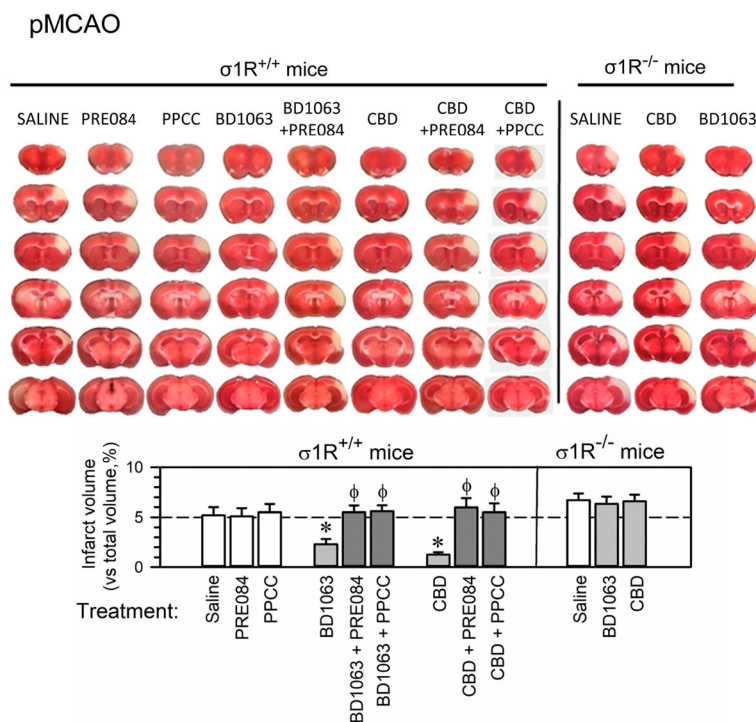 pMCAO
σ1R+/+ mice
σ1R-/- mice
SALINE PRE084 PPCC BD1063 BD1063 +PRE084 CBD CBD +PRE084 CBD +PPCC
SALINE CBD BD1063
σ1R+/+ mice
σ1R-/- mice
Infarct volume
(vs total volume,%)
10
5
0
* ϕ ϕ * ϕ ϕ
Treatment:
Saline
PRE084
PPCC
BD1063
BD1063 + PRE084
BD1063 + PPCC
CBD
CBD + PRE084
CBD + PPCC
Saline
BD1063
CBD